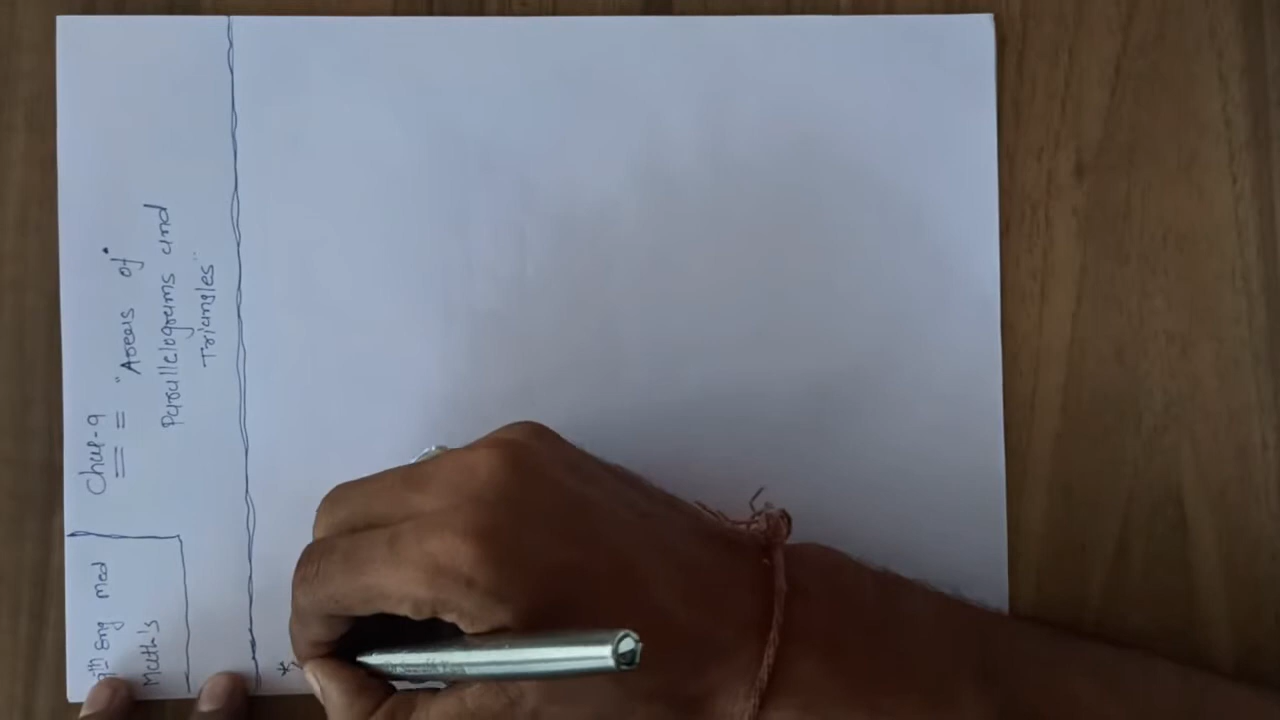 9th Eng Med
Math's
Chap-9
"Areas of"
Parallelograms and
Triangles"
*